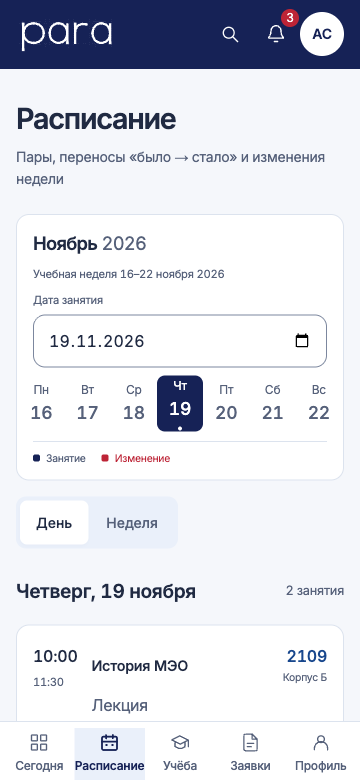 para
3
АС
Расписание
Пары, переносы «было → стало» и изменения
недели
Ноябрь 2026
Учебная неделя 16–22 ноября 2026
Дата занятия
19.11.2026
Пн Вт Ср Чт Пт Сб Вс
16 17 18 19 20 21 22
Занятие Изменение
День Неделя
Четверг, 19 ноября 2 занятия
10:00 История МЭО 2109
11:30 Корпус Б
Лекция
Сегодня Расписание Учёба Заявки Профиль